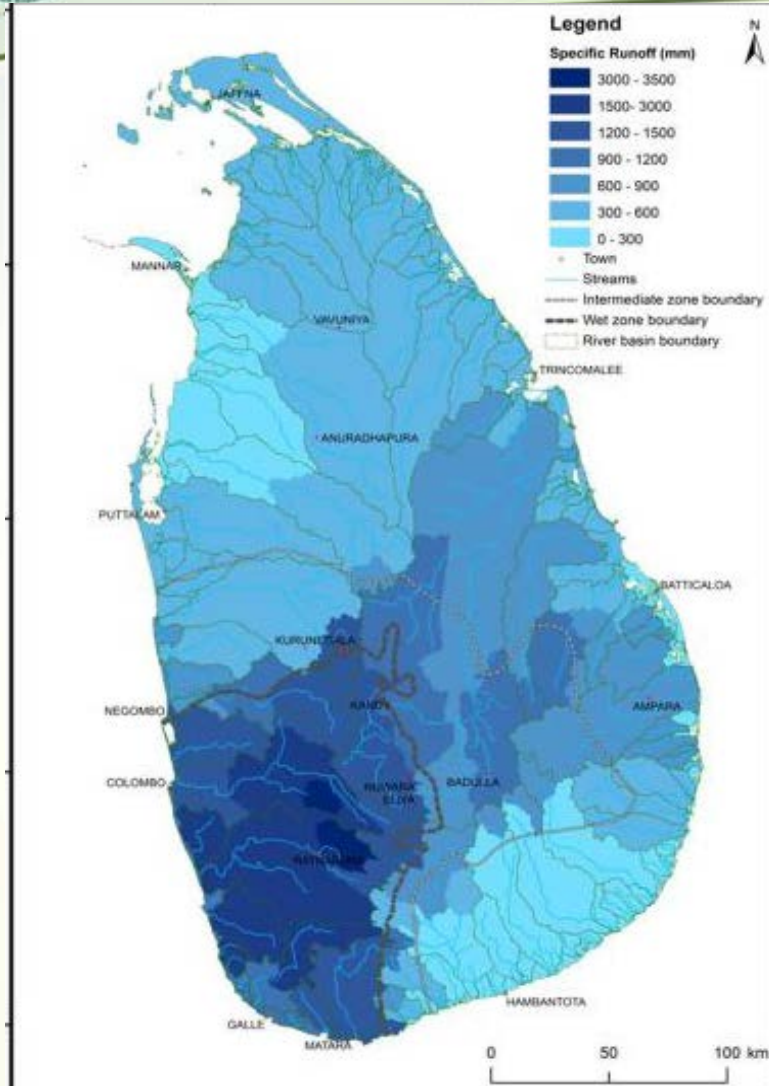 Legend
N
Specific Runoff (mm)
3000 - 3500
1500- 3000
1200 - 1500
900 - 1200
600 - 900
300 - 600
0 - 300
Town
Streams
Intermediate zone boundary
Wet zone boundary
River basin boundary
JAFFNA
MANNAR
VAVUNIYA
TRINCOMALEE
ANURADHAPURA
PUTTALAM
BATTICALOA
KURUNEGALA
KANDY
NEGOMBO
AMPARA
COLOMBO
NUWARA
ELIYA
BADULLA
RATNAPURA
HAMBANTOTA
GALLE
MATARA
0 50 100 km